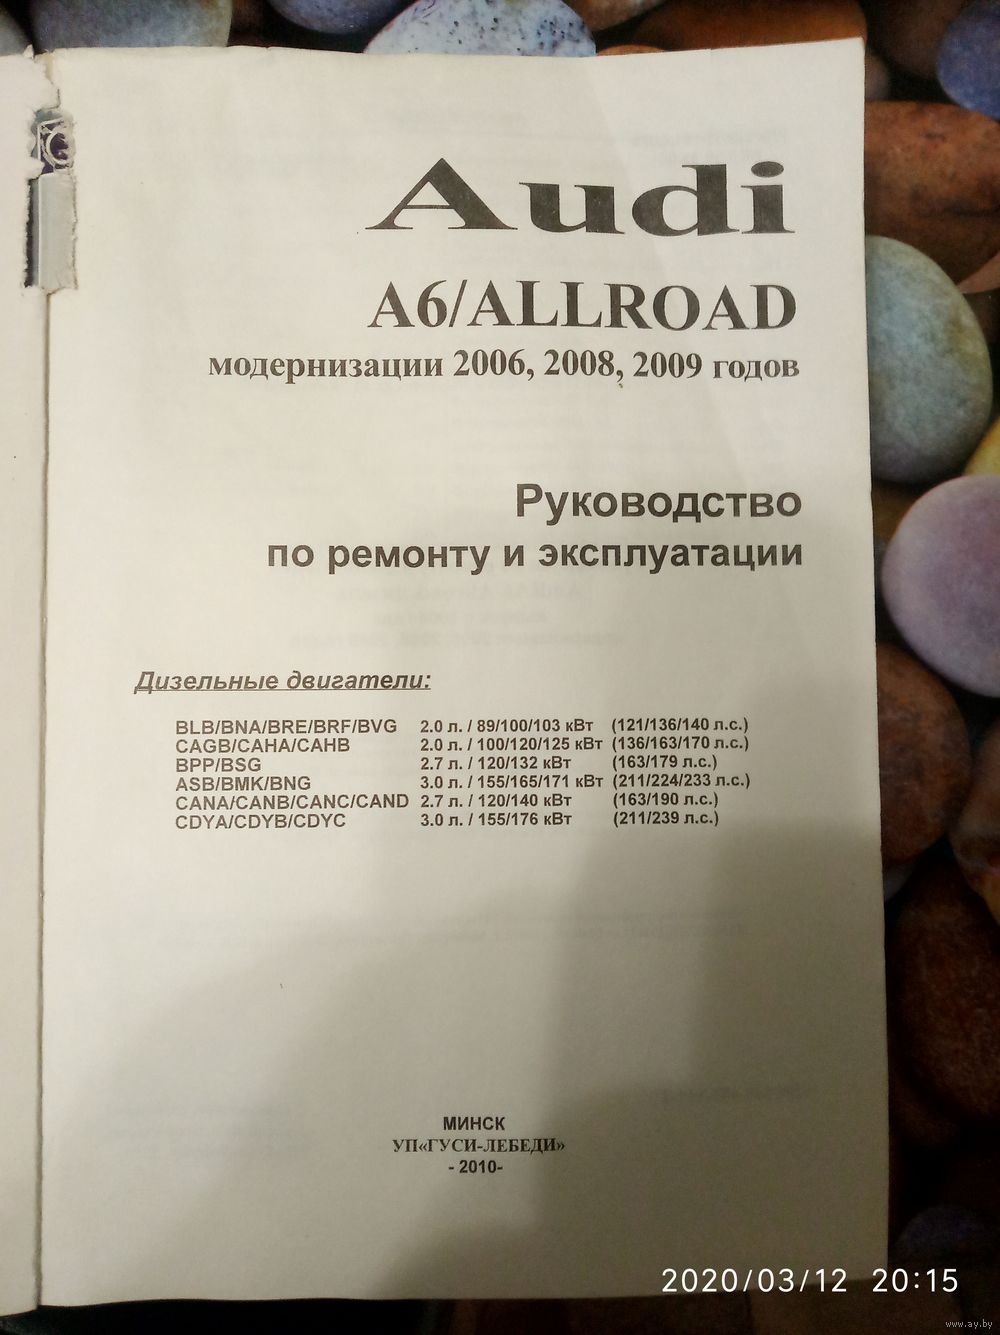 Audi
A6/ALLROAD
модернизации 2006, 2008, 2009 годов
Руководство
по ремонту и эксплуатации
Дизельные двигатели:
BLB/BNA/BRE/BRF/BVG 2.0 л. / 89/100/103 кВт (121/136/140 л.с.)
CAGB/CAHA/CAHB 2.0 л. / 100/120/125 кВт (136/163/170 л.с.)
BPP/BSG 2.7 л. / 120/132 кВт (163/179 л.с.)
ASB/BMK/BNG 3.0 л. / 155/165/171 кВт (211/224/233 л.с.)
CANA/CANB/CANC/CAND 2.7 л. / 120/140 кВт (163/190 л.с.)
CDYA/CDYB/CDYC 3.0 л. / 155/176 кВт (211/239 л.с.)
МИНСК
УП«ГУСИ-ЛЕБЕДИ»
- 2010-
2020/03/12 20:15
www.ay.by